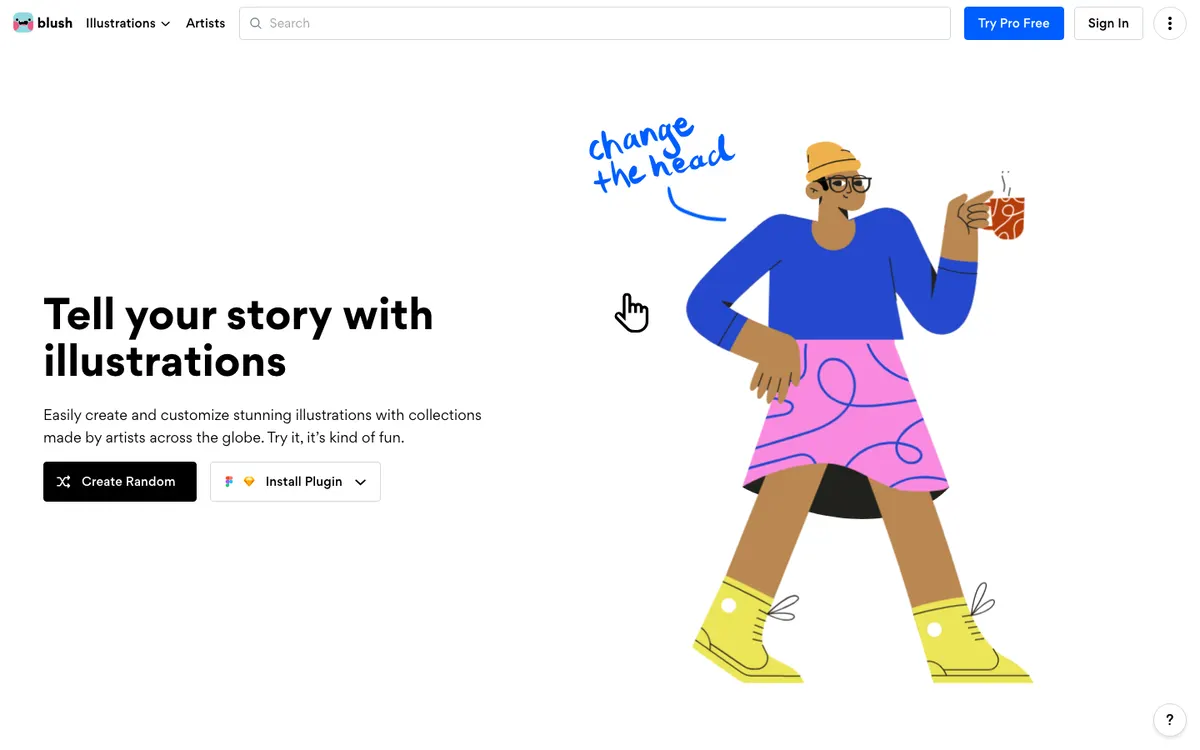 blush
Illustrations
Artists
Search
Try Pro Free
Sign In
change
the head
Tell your story with
illustrations
Easily create and customize stunning illustrations with collections
made by artists across the globe. Try it, it’s kind of fun.
Create Random
Install Plugin
?